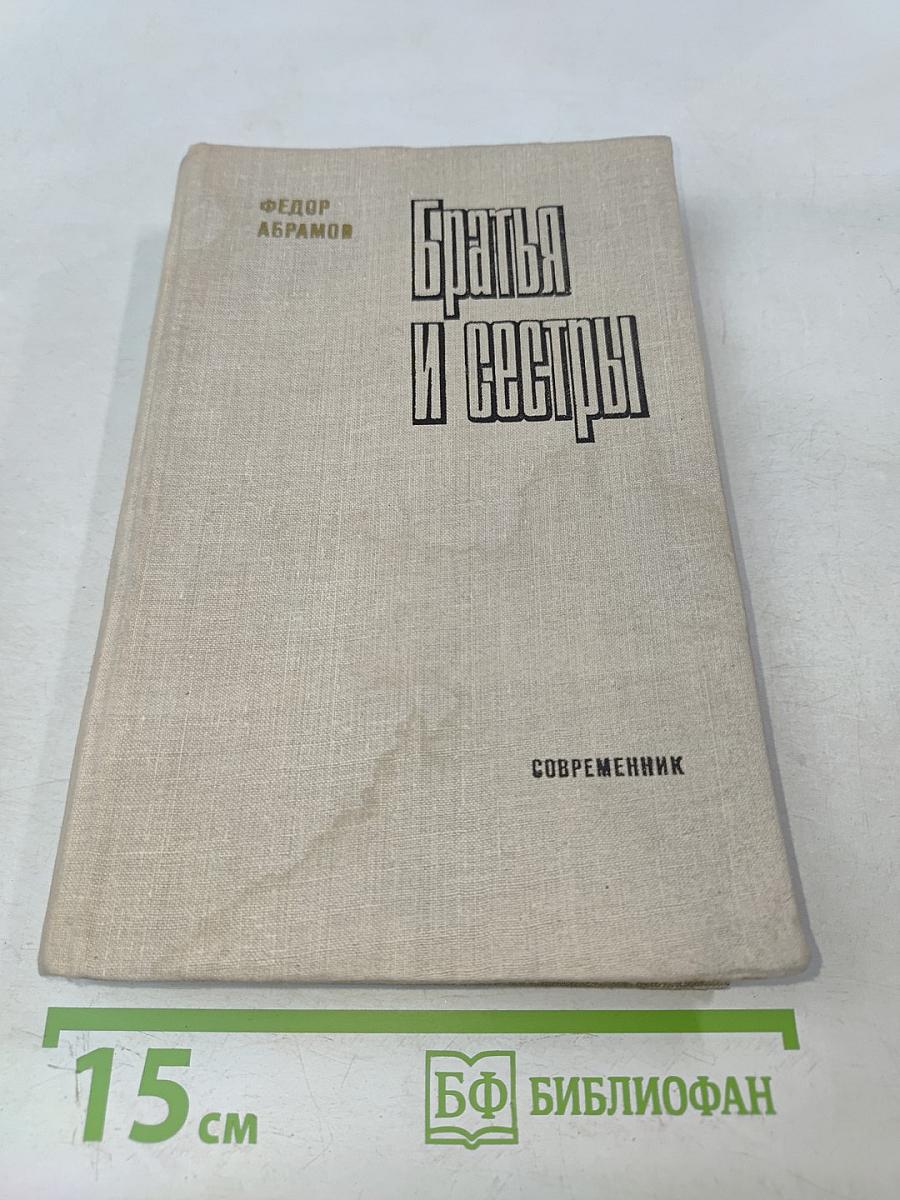 ФЕДОР
АБРАМОВ
Братья
и сестры
СОВРЕМЕННИК
15 см
БФ БИБЛИОФАН